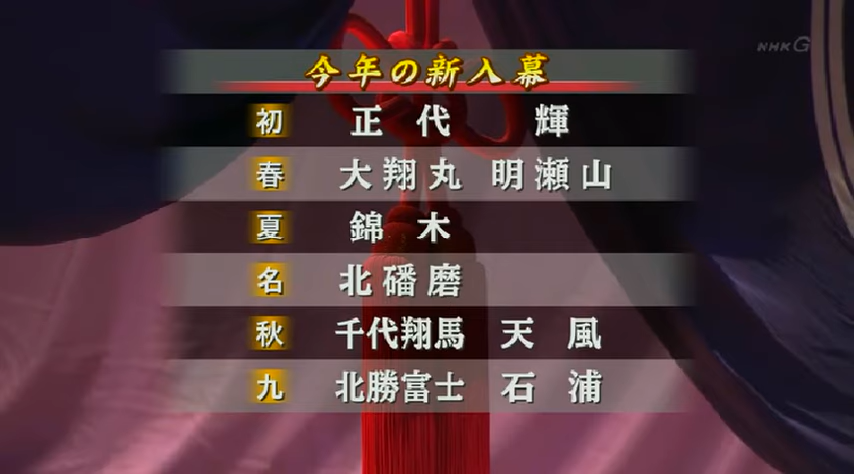 NHK G
今年の新入幕
初 正代 輝
春 大翔丸 明瀬山
夏 錦木
名 北磻磨
秋 千代翔馬 天風
九 北勝富士 石浦